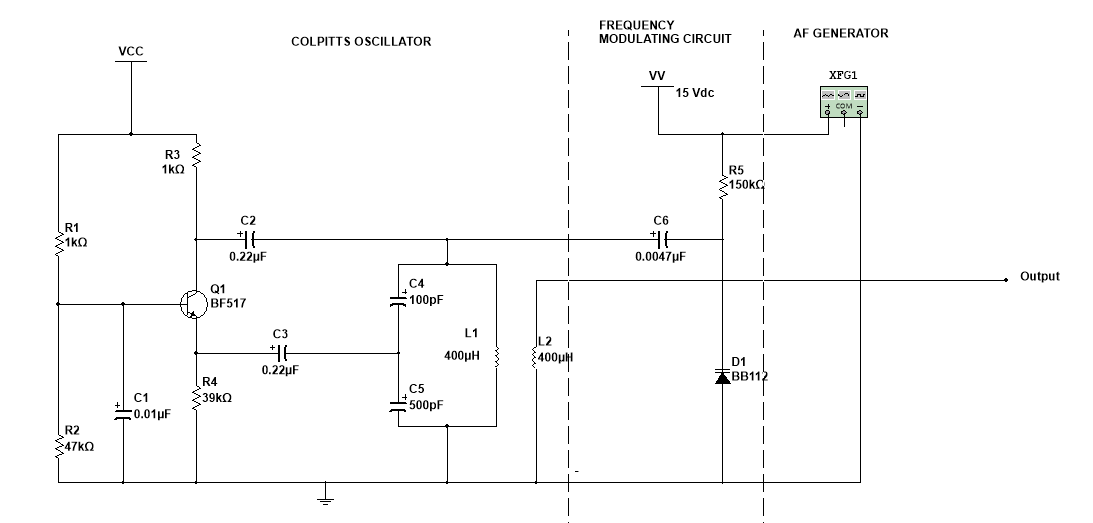 COLPITTS OSCILLATOR
FREQUENCY
MODULATING CIRCUIT
AF GENERATOR
VCC
VV
15 Vdc
XFG1
+ COM −
R3
1kΩ
R5
150kΩ
R1
1kΩ
C2
+
0.22µF
C6
+
0.0047µF
Output
Q1
BF517
C4
+
100pF
C3
+
0.22µF
L1
400µH
L2
400µH
D1
BB112
R4
39kΩ
C5
+
500pF
C1
+
0.01µF
R2
47kΩ
-